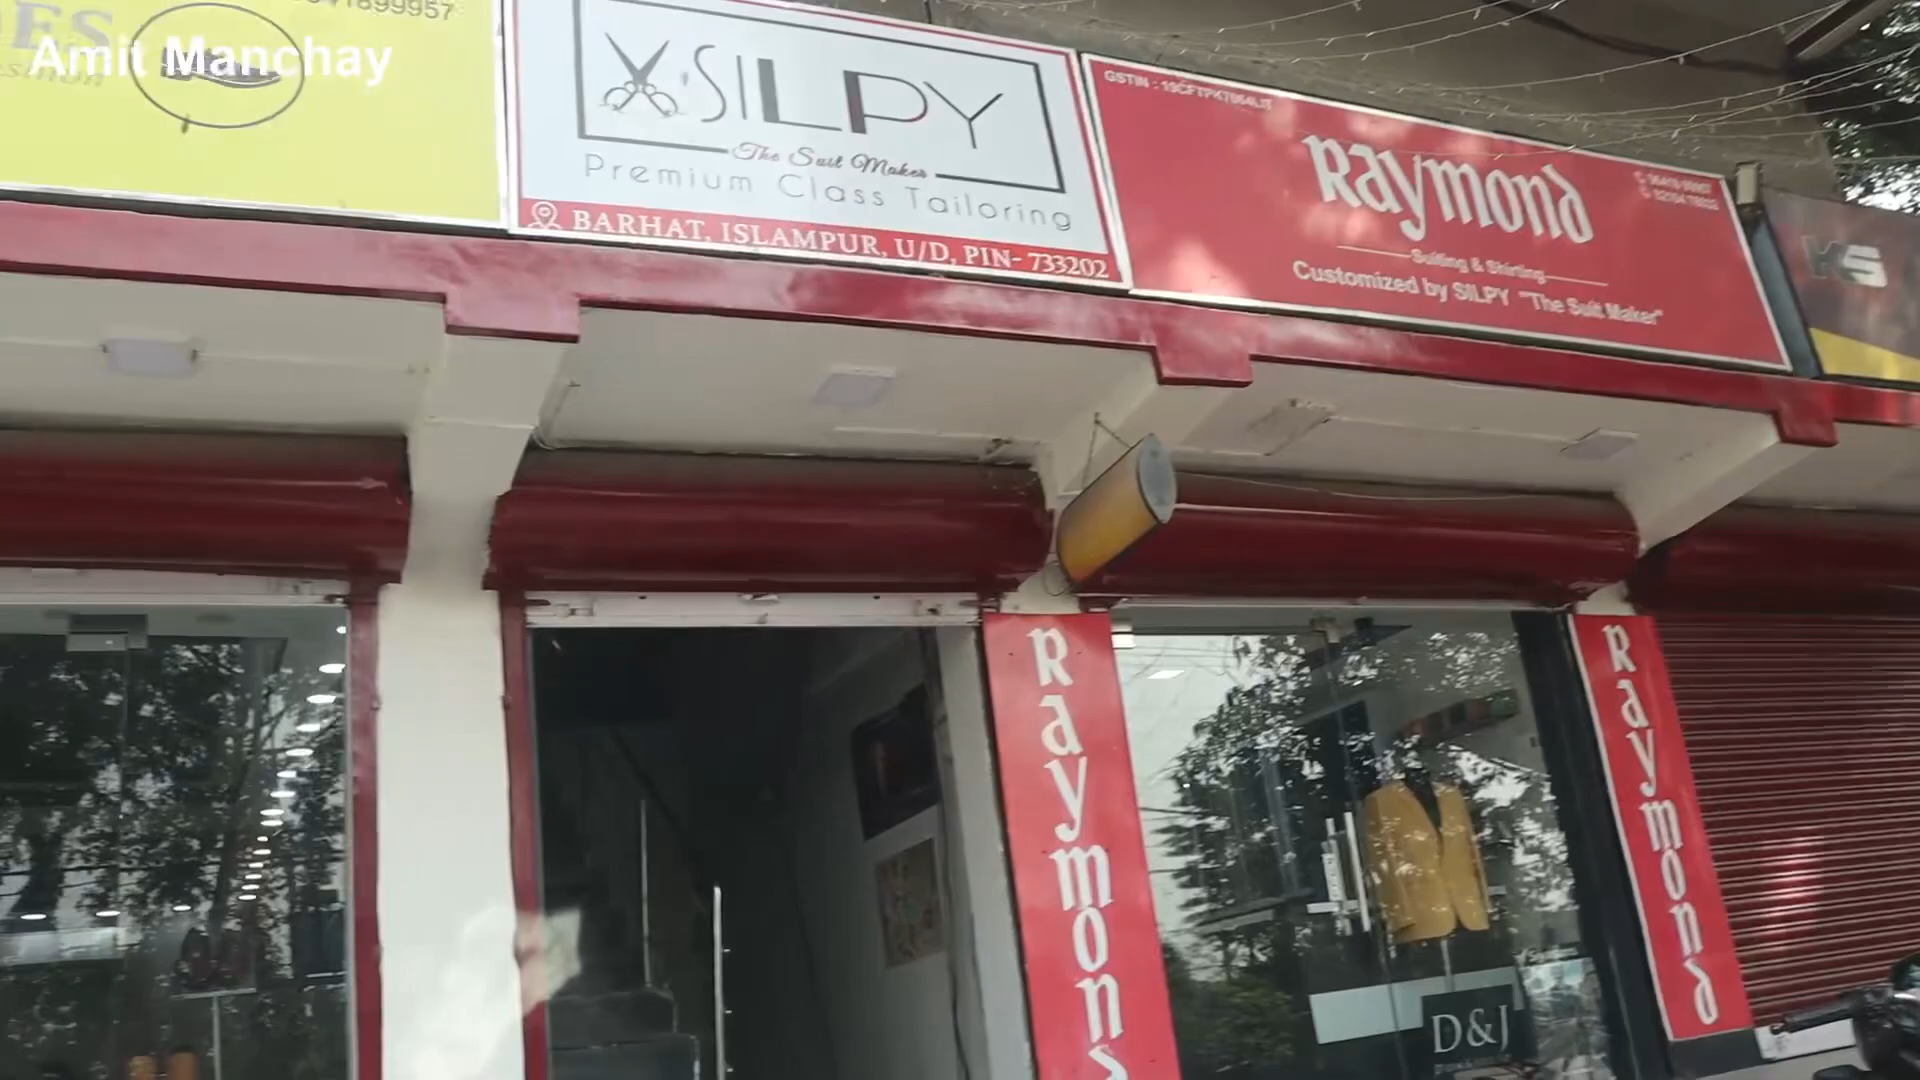 Amit Manchay
SILPY
The Suit Maker
Premium Class Tailoring
BARHAT, ISLAMPUR, U/D, PIN- 733202
Raymond
Suiting & Shirting
Customized by SILPY "The Suit Maker"
KS
Raymond
Raymond
D&J